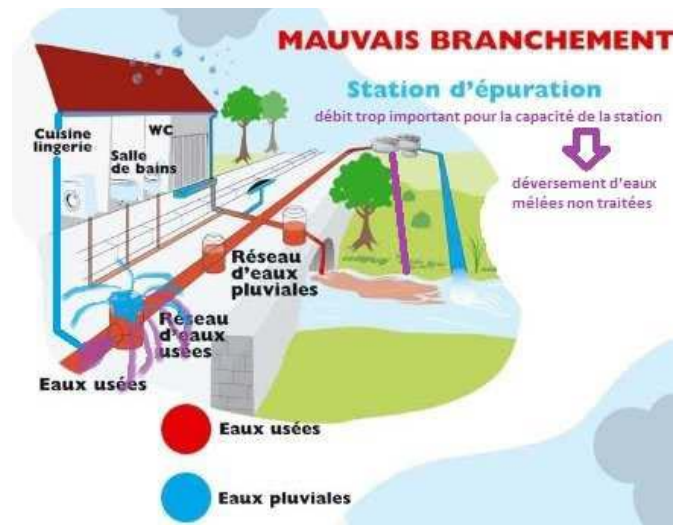 MAUVAIS BRANCHEMENT
Station d'épuration
débit trop important pour la capacité de la station
déversement d'eaux
mêlées non traitées
Cuisine
lingerie
WC
Salle
de bains
Réseau
d'eaux
pluviales
Réseau
d'eaux
usées
Eaux usées
Eaux usées
Eaux pluviales